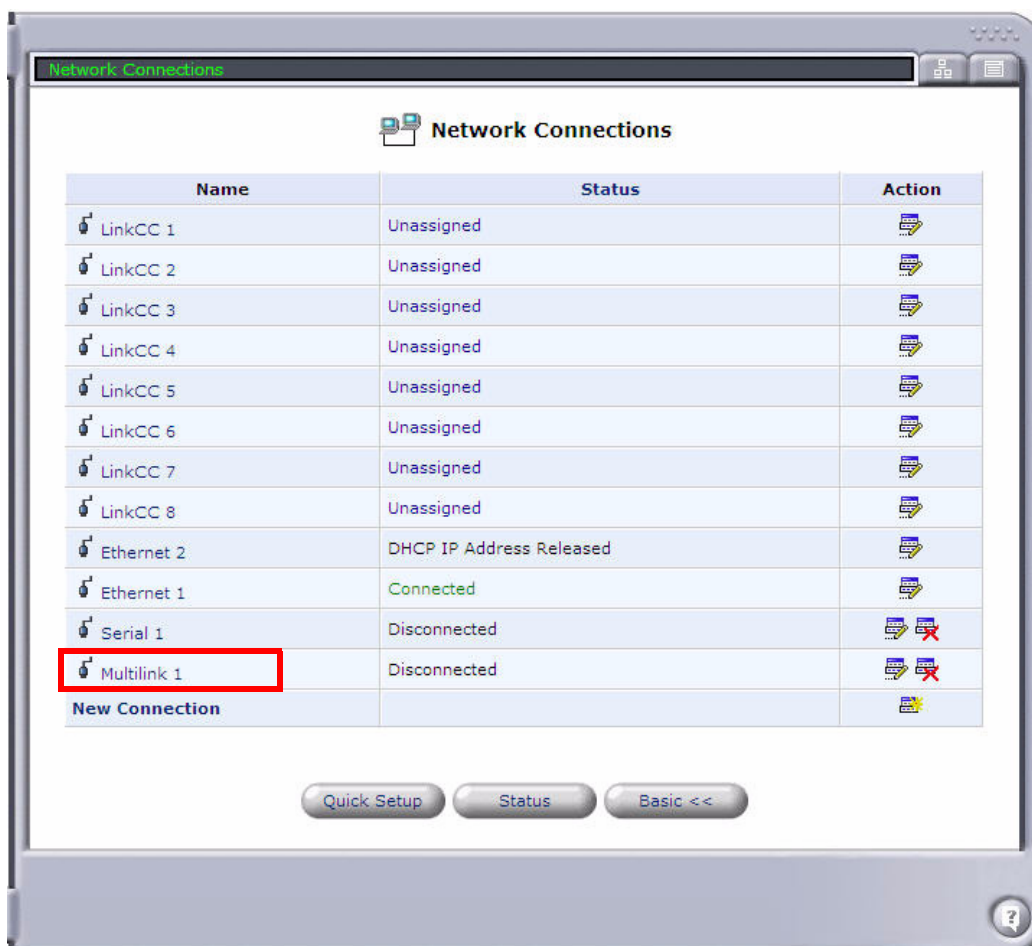 Network Connections
Network Connections
Name Status Action
LinkCC 1 Unassigned
LinkCC 2 Unassigned
LinkCC 3 Unassigned
LinkCC 4 Unassigned
LinkCC 5 Unassigned
LinkCC 6 Unassigned
LinkCC 7 Unassigned
LinkCC 8 Unassigned
Ethernet 2 DHCP IP Address Released
Ethernet 1 Connected
Serial 1 Disconnected
Multilink 1 Disconnected
New Connection
Quick Setup Status Basic <<
?